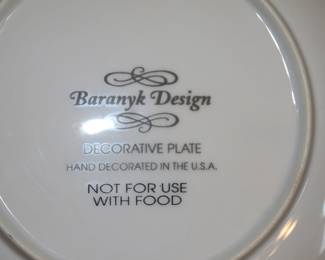 Baranyk Design
DECORATIVE PLATE
HAND DECORATED IN THE U.S.A.
NOT FOR USE
WITH FOOD